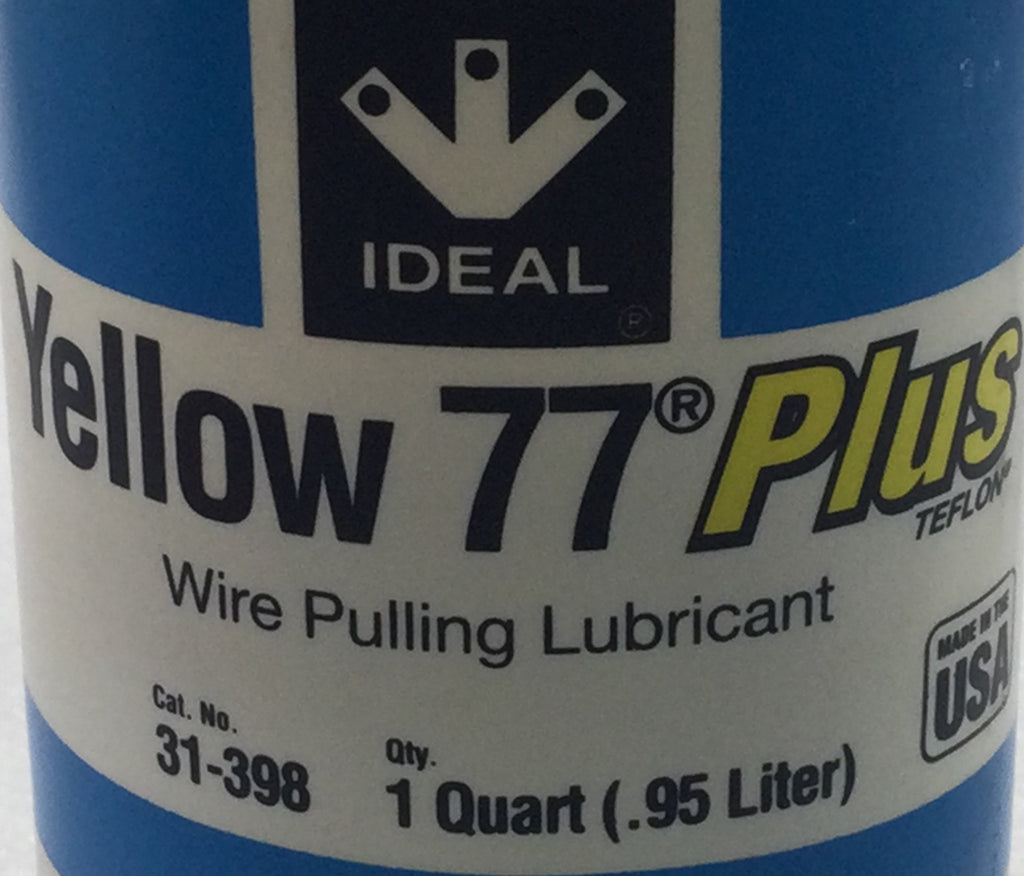 IDEAL
®
Yellow 77® Plus
TEFLON®
Wire Pulling Lubricant
MADE IN THE
USA
Cat. No.
31-398
Qty.
1 Quart (.95 Liter)